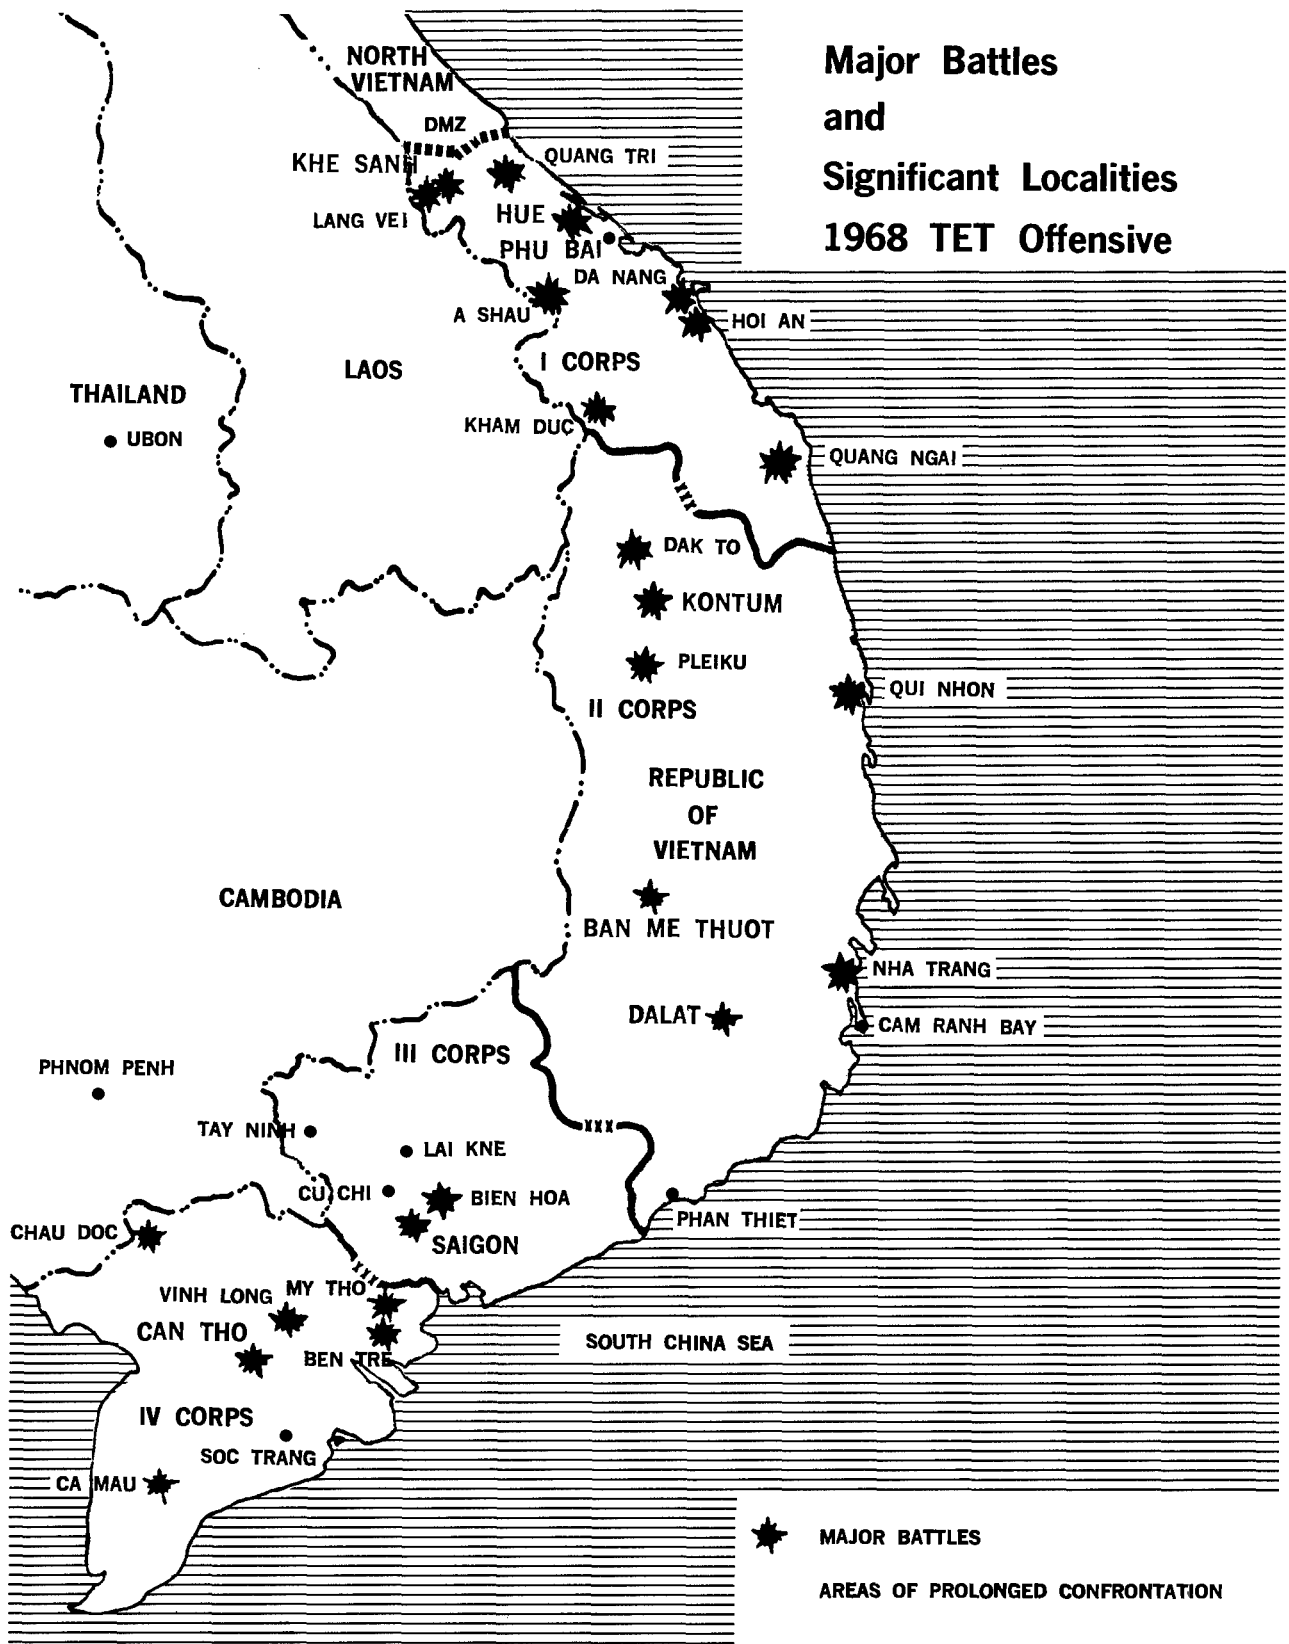 Major Battles
and
Significant Localities
1968 TET Offensive
NORTH
VIETNAM
DMZ
KHE SANH
QUANG TRI
LANG VEI
HUE
PHU BAI
DA NANG
A SHAU
HOI AN
I CORPS
LAOS
THAILAND
UBON
KHAM DUC
QUANG NGAI
xxx
DAK TO
KONTUM
PLEIKU
QUI NHON
II CORPS
REPUBLIC
OF
VIETNAM
CAMBODIA
BAN ME THUOT
NHA TRANG
DALAT
CAM RANH BAY
III CORPS
PHNOM PENH
xxx
TAY NINH
LAI KNE
CU CHI
BIEN HOA
PHAN THIET
CHAU DOC
SAIGON
xxx
VINH LONG
MY THO
CAN THO
BEN TRE
SOUTH CHINA SEA
IV CORPS
SOC TRANG
CA MAU
MAJOR BATTLES
AREAS OF PROLONGED CONFRONTATION